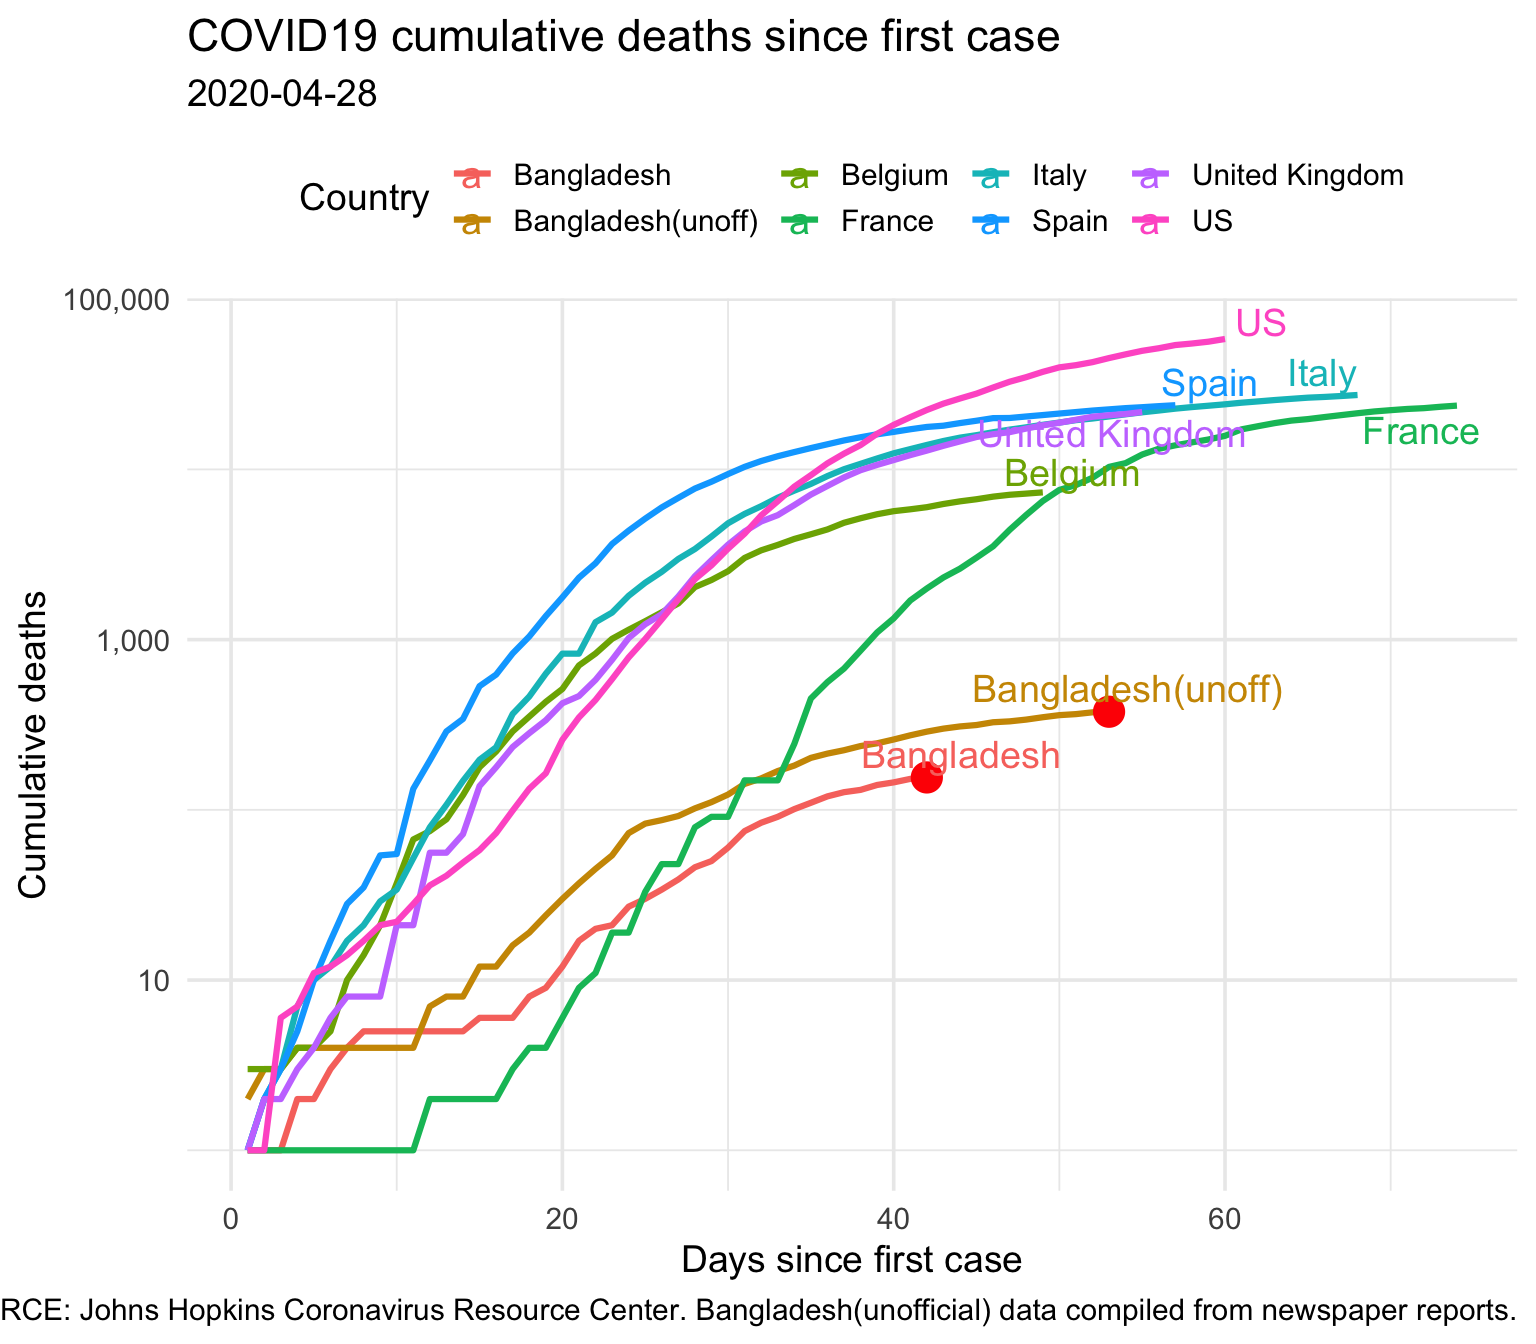 COVID19 cumulative deaths since first case
2020-04-28
Country
a Bangladesh a Belgium a Italy a United Kingdom
a Bangladesh(unoff) a France a Spain a US
100,000
1,000
10
Cumulative deaths
US
Italy
Spain
France
United Kingdom
Belgium
Bangladesh(unoff)
Bangladesh
0 20 40 60
Days since first case
RCE: Johns Hopkins Coronavirus Resource Center. Bangladesh(unofficial) data compiled from newspaper reports.